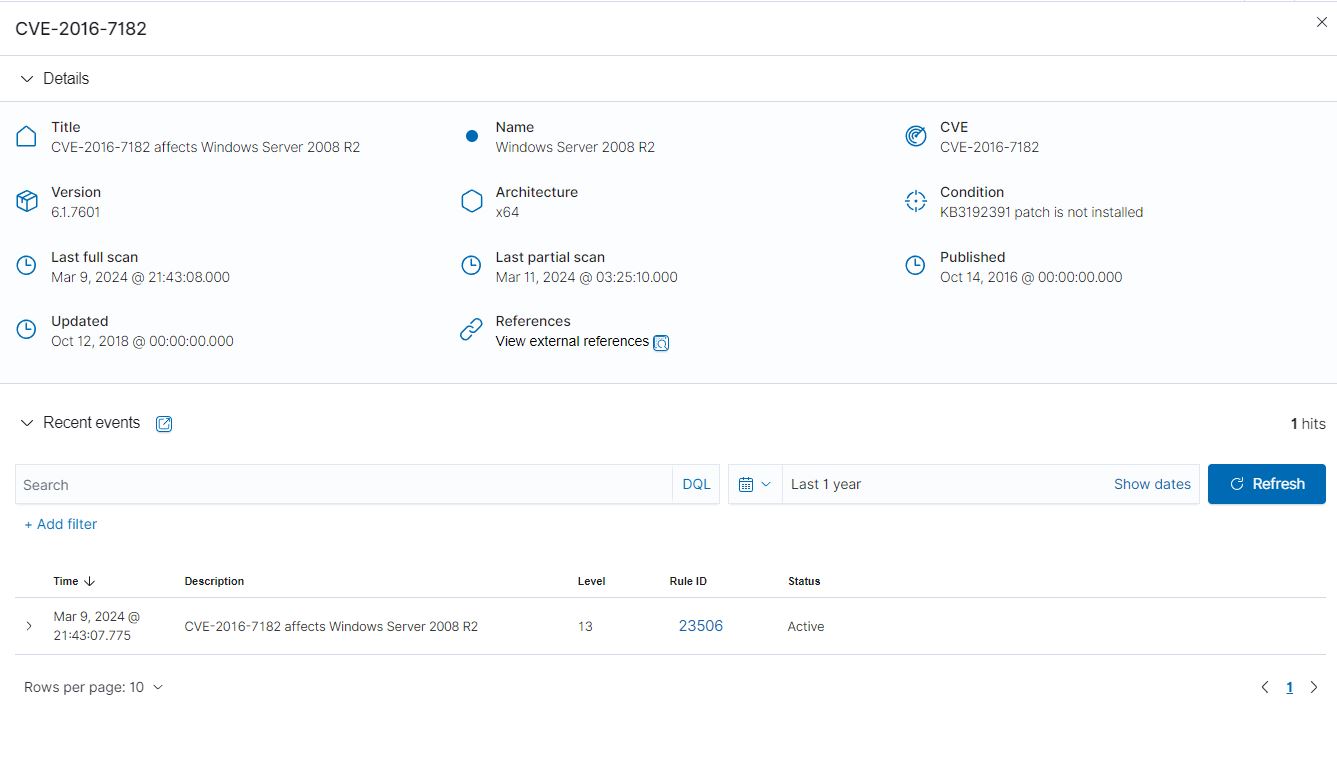 CVE-2016-7182
Details
Title
CVE-2016-7182 affects Windows Server 2008 R2
Name
Windows Server 2008 R2
CVE
CVE-2016-7182
Version
6.1.7601
Architecture
x64
Condition
KB3192391 patch is not installed
Last full scan
Mar 9, 2024 @ 21:43:08.000
Last partial scan
Mar 11, 2024 @ 03:25:10.000
Published
Oct 14, 2016 @ 00:00:00.000
Updated
Oct 12, 2018 @ 00:00:00.000
References
View external references
Recent events
1 hits
Search
DQL
Last 1 year
Show dates
Refresh
+ Add filter
Time Description Level Rule ID Status
Mar 9, 2024 @
21:43:07.775
CVE-2016-7182 affects Windows Server 2008 R2 13 23506 Active
Rows per page: 10
1